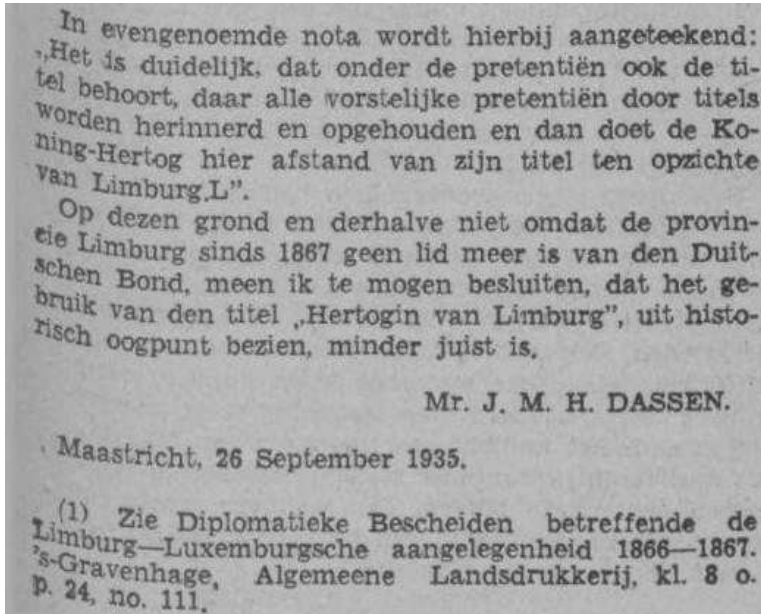 In evengenoemde nota wordt hierbij aangeteekend:
„Het is duidelijk, dat onder de pretentiën ook de ti-
tel behoort, daar alle vorstelijke pretentiën door titels
worden herinnerd en opgehouden en dan doet de Ko-
ning-Hertog hier afstand van zijn titel ten opzichte
van Limburg.L”.
Op dezen grond en derhalve niet omdat de provin-
cie Limburg sinds 1867 geen lid meer is van den Duit-
schen Bond, meen ik te mogen besluiten, dat het ge-
bruik van den titel „Hertogin van Limburg”, uit histo-
risch oogpunt bezien, minder juist is.
Mr. J. M. H. DASSEN.
Maastricht, 26 September 1935.
(1) Zie Diplomatieke Bescheiden betreffende de
Limburg—Luxemburgsche aangelegenheid 1866—1867.
's-Gravenhage, Algemeene Landsdrukkerij, kl. 8 o.
p. 24, no. 111.